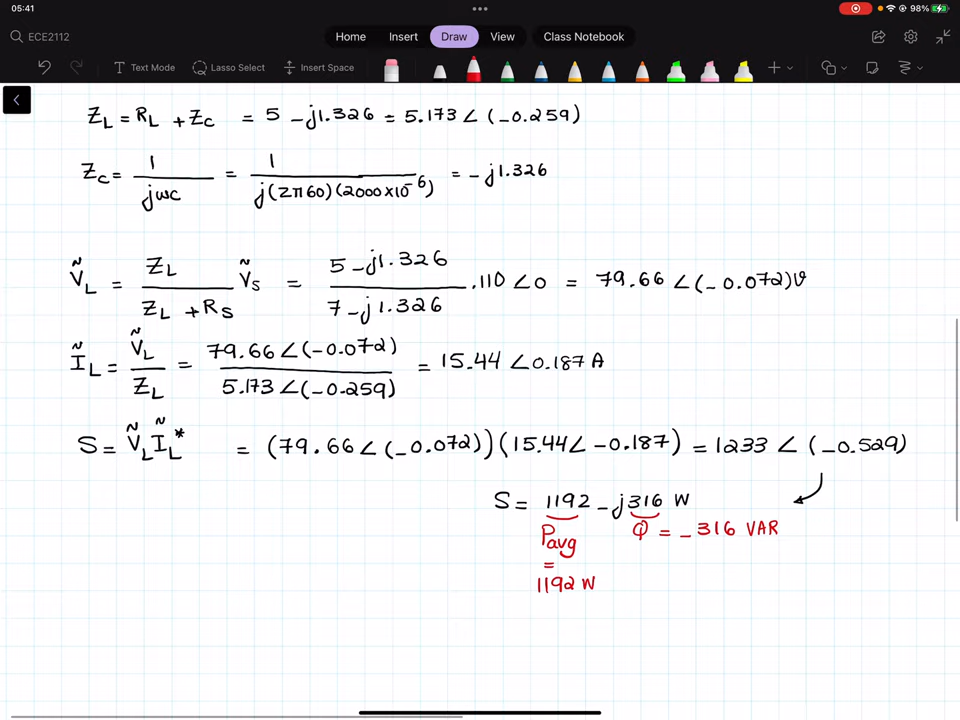 05:41
98%
ECE2112
Home Insert Draw View Class Notebook
Text Mode Lasso Select Insert Space
Z_L = R_L + Z_C = 5 - j1.326 = 5.173 ∠ (-0.259)
Z_C = 1 / jωC = 1 / j(2π60)(2000×10^-6) = -j1.326
Ṽ_L = Z_L / (Z_L + R_S) Ṽ_S = (5 - j1.326) / (7 - j1.326) . 110 ∠0 = 79.66 ∠(-0.072) V
Ĩ_L = Ṽ_L / Z_L = 79.66 ∠(-0.072) / 5.173 ∠(-0.259) = 15.44 ∠0.187 A
S = Ṽ_L Ĩ_L* = (79.66 ∠(-0.072))(15.44 ∠ -0.187) = 1233 ∠ (-0.529)
S = 1192 - j316 W
Pavg = 1192 W
Q = -316 VAR